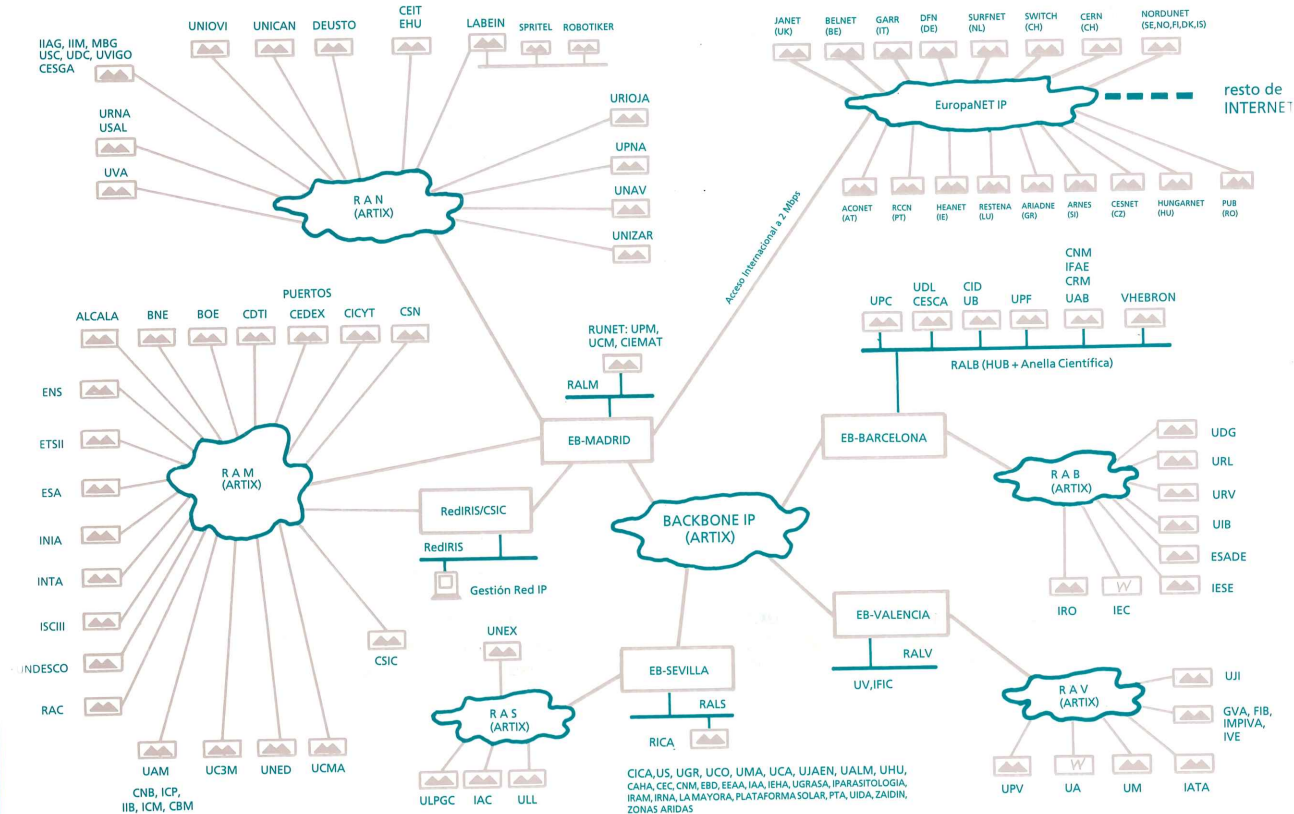 UNIOVI
UNICAN
DEUSTO
CEIT
EHU
LABEIN
SPRITEL
ROBOTIKER
IIAG, IIM, MBG
USC, UDC, UVIGO
CESGA
URNA
USAL
UVA
R A N
(ARTIX)
URIOJA
UPNA
UNAV
UNIZAR
JANET
(UK)
BELNET
(BE)
GARR
(IT)
DFN
(DE)
SURFNET
(NL)
SWITCH
(CH)
CERN
(CH)
NORDUNET
(SE,NO,FI,DK,IS)
EuropaNET IP
resto de
INTERNET
ACONET
(AT)
RCCN
(PT)
HEANET
(IE)
RESTENA
(LU)
ARIADNE
(GR)
ARNES
(SI)
CESNET
(CZ)
HUNGARNET
(HU)
PUB
(RO)
Acceso Internacional a 2 Mbps
ALCALA
BNE
BOE
CDTI
PUERTOS
CEDEX
CICYT
CSN
ENS
ETSII
ESA
INIA
INTA
ISCIII
UNDESCO
RAC
R A M
(ARTIX)
UAM
CNB, ICP,
IIB, ICM, CBM
UC3M
UNED
UCMA
CSIC
RUNET: UPM,
UCM, CIEMAT
RALM
EB-MADRID
RedIRIS/CSIC
RedIRIS
Gestión Red IP
BACKBONE IP
(ARTIX)
UPC
UDL
CESCA
CID
UB
UPF
CNM
IFAE
CRM
UAB
VHEBRON
RALB (HUB + Anella Científica)
EB-BARCELONA
R A B
(ARTIX)
UDG
URL
URV
UIB
ESADE
IESE
IRO
IEC
EB-VALENCIA
RALV
UV,IFIC
R A V
(ARTIX)
UJI
GVA, FIB,
IMPIVA,
IVE
UPV
UA
UM
IATA
EB-SEVILLA
RALS
RICA
UNEX
R A S
(ARTIX)
ULPGC
IAC
ULL
CICA,US, UGR, UCO, UMA, UCA, UJAEN, UALM, UHU,
CAHA, CEC, CNM, EBD, EEAA, IAA, IEHA, UGRASA, IPARASITOLOGIA,
IRAM, IRNA, LA MAYORA, PLATAFORMA SOLAR, PTA, UIDA, ZAIDIN,
ZONAS ARIDAS